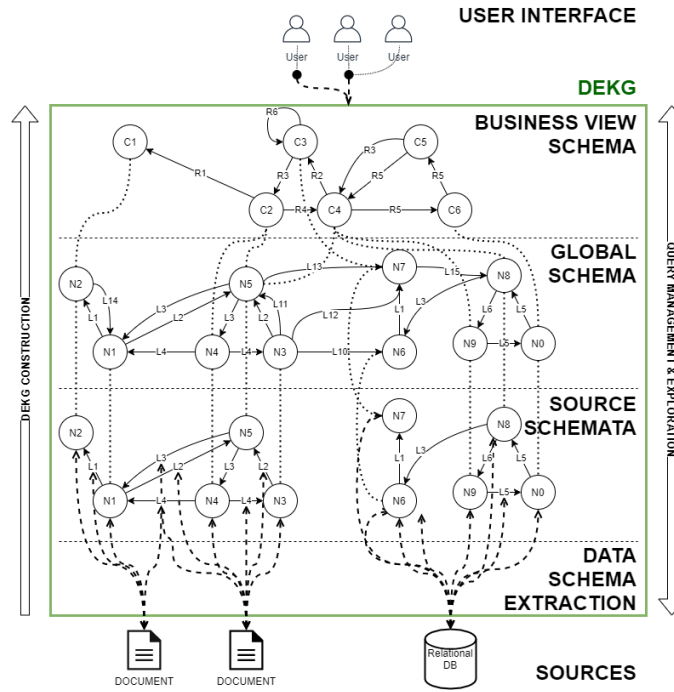 USER INTERFACE
User
User
User
DEKG
BUSINESS VIEW
SCHEMA
R6
C1
C3
C5
R3
R1
R3
R2
R5
R5
C2
R4
C4
R5
C6
GLOBAL
SCHEMA
N2
L14
N5
L13
N7
L15
N8
L3
L11
L1
L2
L3
L2
L12
L1
L3
L6
L5
N1
L4
N4
L4
N3
L10
N6
N9
L5
N0
SOURCE
SCHEMATA
N2
N5
N7
N8
L3
L1
L2
L3
L2
L1
L3
L6
L5
N1
L4
N4
L4
N3
N6
N9
L5
N0
DATA
SCHEMA
EXTRACTION
DEKG CONSTRUCTION
QUERY MANAGEMENT & EXPLORATION
DOCUMENT
DOCUMENT
Relational
DB
SOURCES